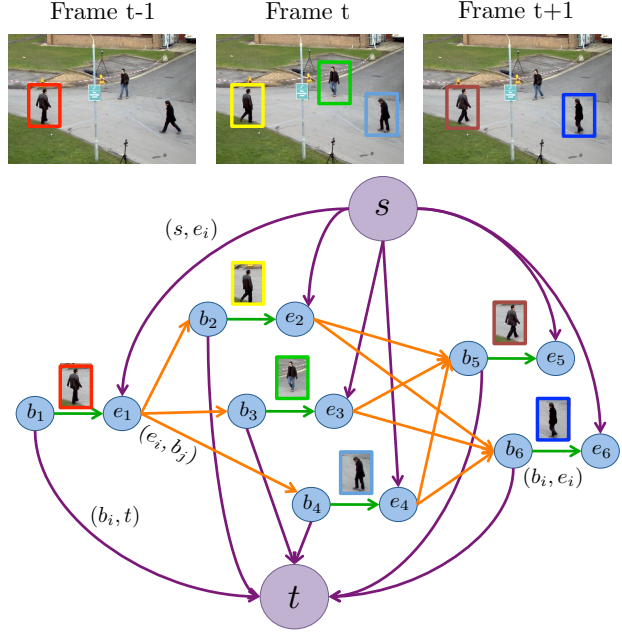 Frame t-1 Frame t Frame t+1
s
(s, e_i)
b_2 e_2
b_5 e_5
b_1 e_1 b_3 e_3
(e_i, b_j)
b_6 e_6
(b_i, e_i)
b_4 e_4
(b_i, t)
t